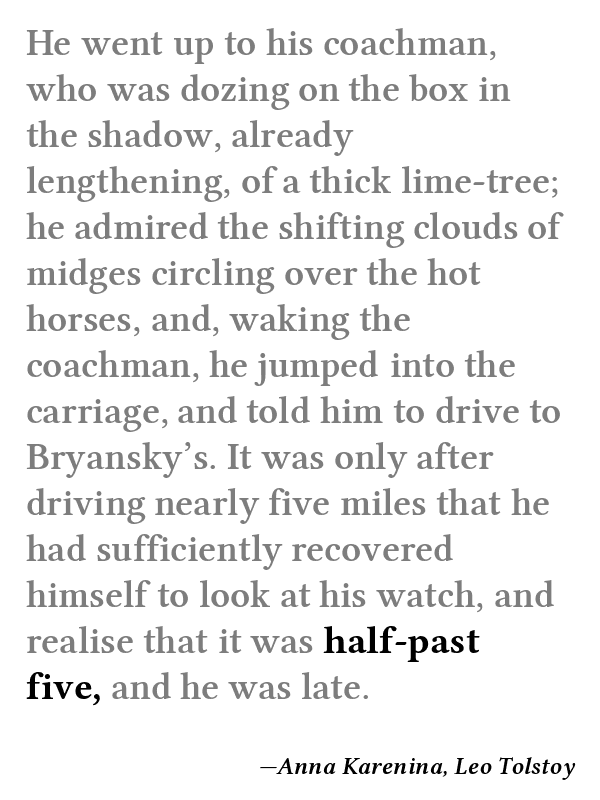 He went up to his coachman,
who was dozing on the box in
the shadow, already
lengthening, of a thick lime-tree;
he admired the shifting clouds of
midges circling over the hot
horses, and, waking the
coachman, he jumped into the
carriage, and told him to drive to
Bryansky’s. It was only after
driving nearly five miles that he
had sufficiently recovered
himself to look at his watch, and
realise that it was half-past
five, and he was late.
—Anna Karenina, Leo Tolstoy